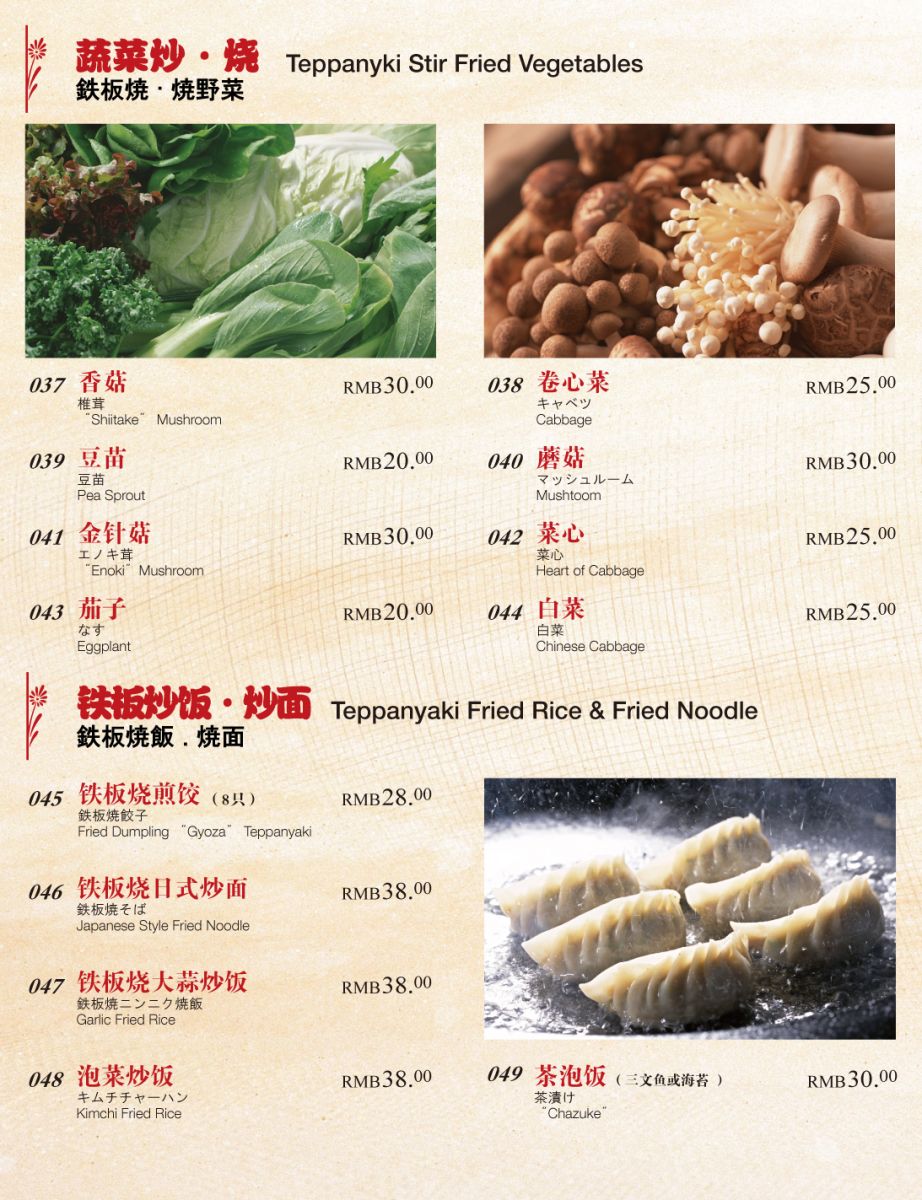 蔬菜炒·烧 Teppanyki Stir Fried Vegetables
鉄板焼·焼野菜
037 香菇 RMB30.00
椎茸
“Shiitake” Mushroom
038 卷心菜 RMB25.00
キャベツ
Cabbage
039 豆苗 RMB20.00
豆苗
Pea Sprout
040 蘑菇 RMB30.00
マッシュルーム
Mushtoom
041 金针菇 RMB30.00
エノキ茸
“Enoki” Mushroom
042 菜心 RMB25.00
菜心
Heart of Cabbage
043 茄子 RMB20.00
なす
Eggplant
044 白菜 RMB25.00
白菜
Chinese Cabbage
铁板炒饭·炒面 Teppanyaki Fried Rice & Fried Noodle
鉄板焼飯．焼面
045 铁板烧煎饺（8只） RMB28.00
鉄板焼餃子
Fried Dumpling “Gyoza” Teppanyaki
046 铁板烧日式炒面 RMB38.00
鉄板焼そば
Japanese Style Fried Noodle
047 铁板烧大蒜炒饭 RMB38.00
鉄板焼ニンニク焼飯
Garlic Fried Rice
048 泡菜炒饭 RMB38.00
キムチチャーハン
Kimchi Fried Rice
049 茶泡饭（三文鱼或海苔） RMB30.00
茶漬け
“Chazuke”